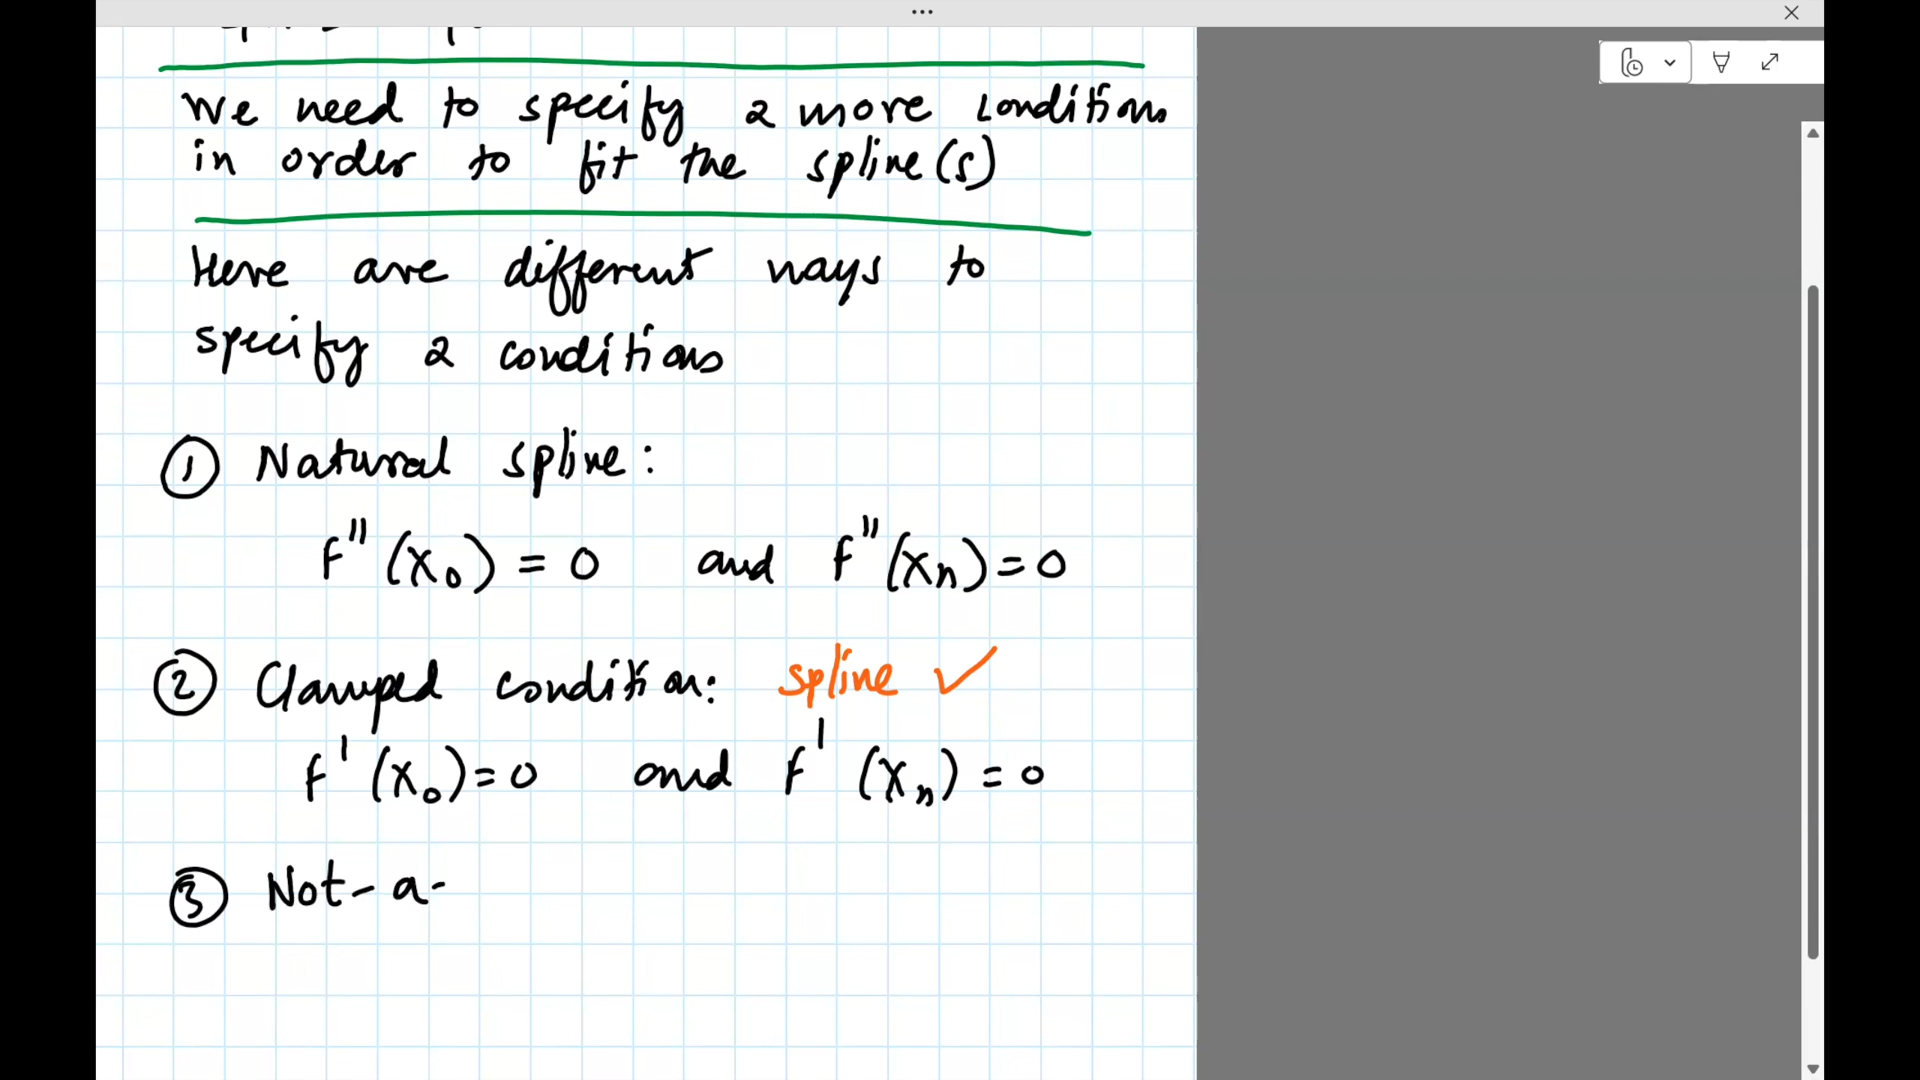 We need to specify 2 more conditions
in order to fit the spline(s)
Here are different ways to
specify 2 conditions
① Natural spline:
f''(x₀) = 0 and f''(xₙ) = 0
② Clamped condition: spline ✓
f'(x₀) = 0 and f'(xₙ) = 0
③ Not-a-